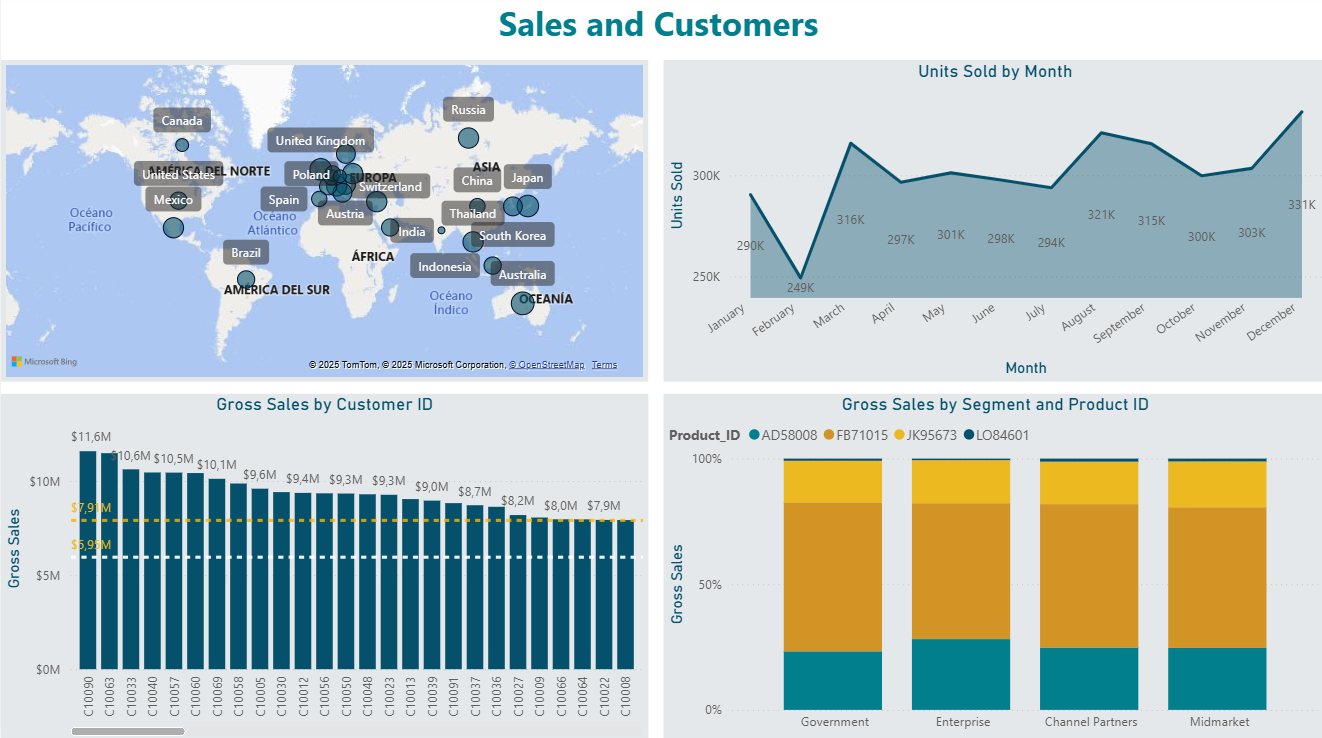 Sales and Customers
Canada
Russia
United Kingdom
AMÉRICA DEL NORTE
United States
Poland
EUROPA
ASIA
China
Japan
Switzerland
Mexico
Spain
Austria
Thailand
Océano
Pacífico
Océano
Atlántico
India
South Korea
Brazil
ÁFRICA
Indonesia
Australia
AMÉRICA DEL SUR
Océano
Índico
OCEANÍA
Microsoft Bing
© 2025 TomTom, © 2025 Microsoft Corporation, © OpenStreetMap Terms
Units Sold by Month
Units Sold
300K
250K
290K
249K
316K
297K
301K
298K
294K
321K
315K
300K
303K
331K
January
February
March
April
May
June
July
August
September
October
November
December
Month
Gross Sales by Customer ID
Gross Sales
$10M
$5M
$0M
$11,6M
$10,6M
$10,5M
$10,1M
$9,6M
$9,4M
$9,3M
$9,3M
$9,0M
$8,7M
$8,2M
$8,0M
$7,9M
$7,91M
$5,95M
C10090
C10063
C10033
C10040
C10057
C10060
C10069
C10058
C10005
C10030
C10012
C10056
C10050
C10048
C10023
C10013
C10039
C10091
C10037
C10036
C10027
C10009
C10066
C10064
C10022
C10008
Gross Sales by Segment and Product ID
Product_ID AD58008 FB71015 JK95673 LO84601
Gross Sales
100%
50%
0%
Government
Enterprise
Channel Partners
Midmarket